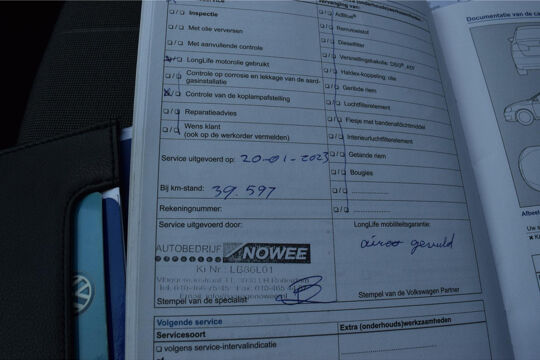 Inspectie
Met olie verversen
Met aanvullende controle
LongLife motorolie gebruikt
Controle op corrosie en lekkage van de aard-
gasinstallatie
Controle van de koplampafstelling
Reparatieadvies
Wens klant
(ook op de werkorder vermelden)
Service uitgevoerd op: 20-01-2023
Bij km-stand: 39.597
Rekeningnummer:
Service uitgevoerd door:
AUTOBEDRIJF NOWEE
Stempel van de specialist
Volgende service
Servicesoort
volgens service-intervalindicatie
vervanging van:
AdBlue®
Remvloeistof
Dieselfilter
Haldex-koppeling: olie
Getande riem
Luchtfilterelement
Flesje met bandenafdichtmiddel
Interieurluchtfilterelement
Getande riem
Bougies
LongLife mobiliteitsgarantie:
airco gevuld
Stempel van de Volkswagen Partner
Extra (onderhouds)werkzaamheden
Documentatie van de